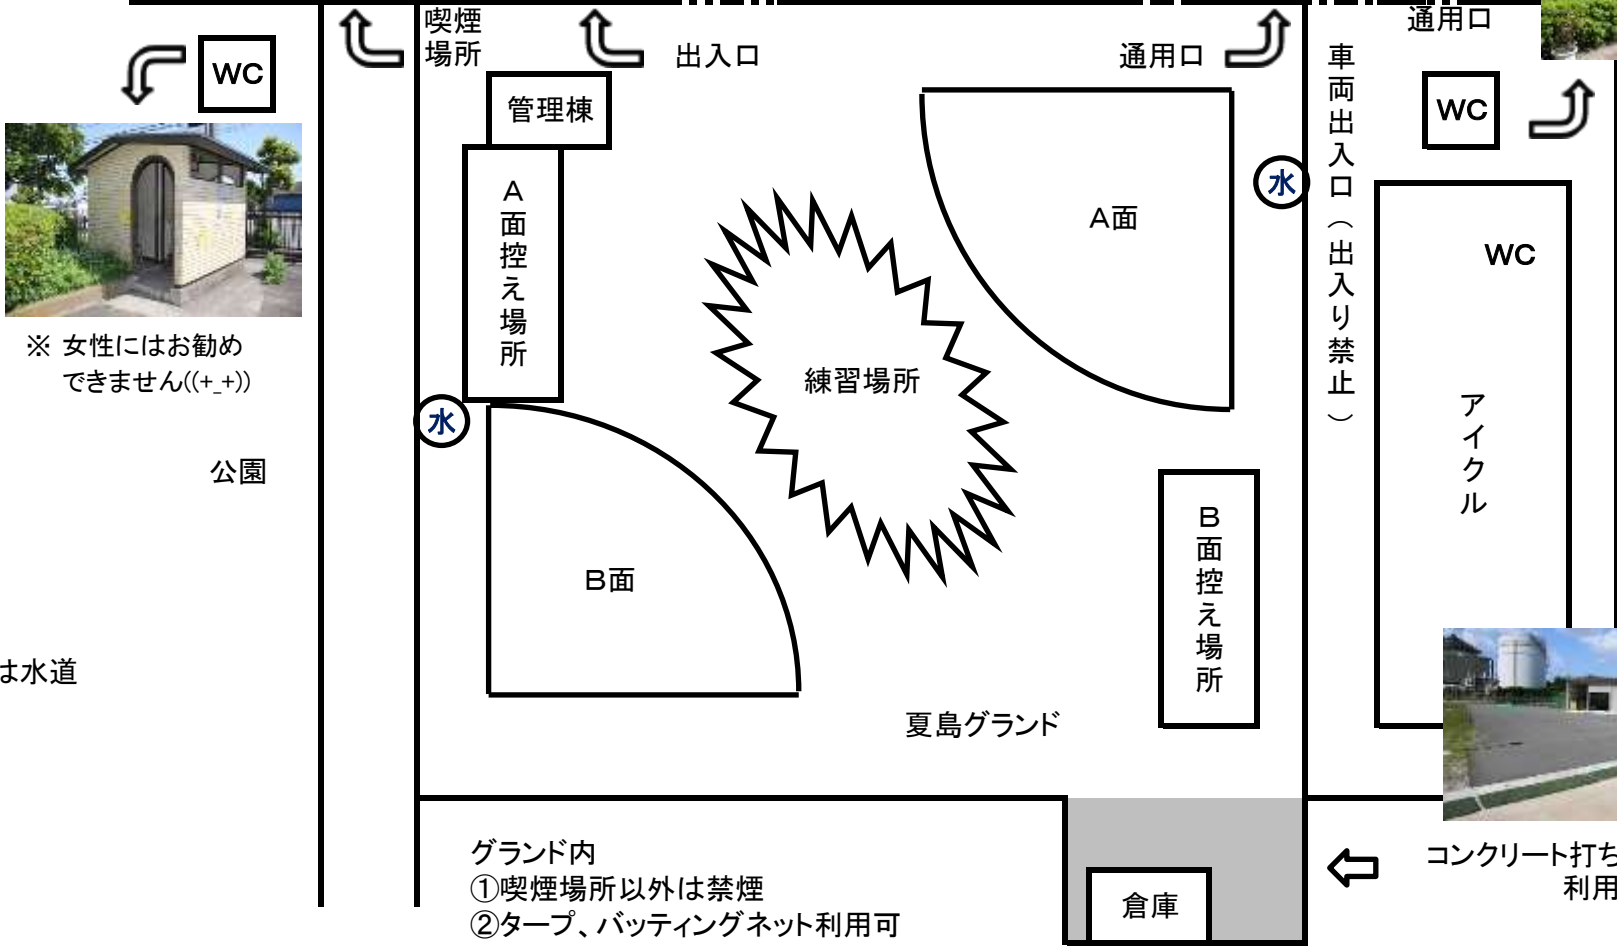 喫煙
場所
出入口
通用口
通用口
WC
管理棟
車両出入口（出入り禁止）
WC
水
A面控え場所
A面
WC
※ 女性にはお勧め
できません((+_+))
練習場所
水
アイクル
公園
B面控え場所
B面
は水道
夏島グランド
グランド内
①喫煙場所以外は禁煙
②タープ、バッティングネット利用可
倉庫
コンクリート打ち
利用